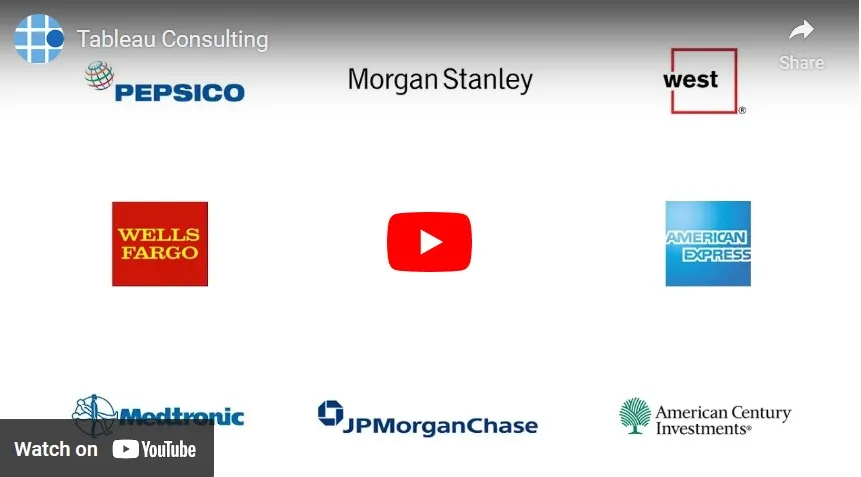 Tableau Consulting
Share
PEPSICO
Morgan Stanley
west
®
WELLS
FARGO
AMERICAN
EXPRESS
Medtronic
JPMorganChase
American Century
Investments®
Watch on YouTube